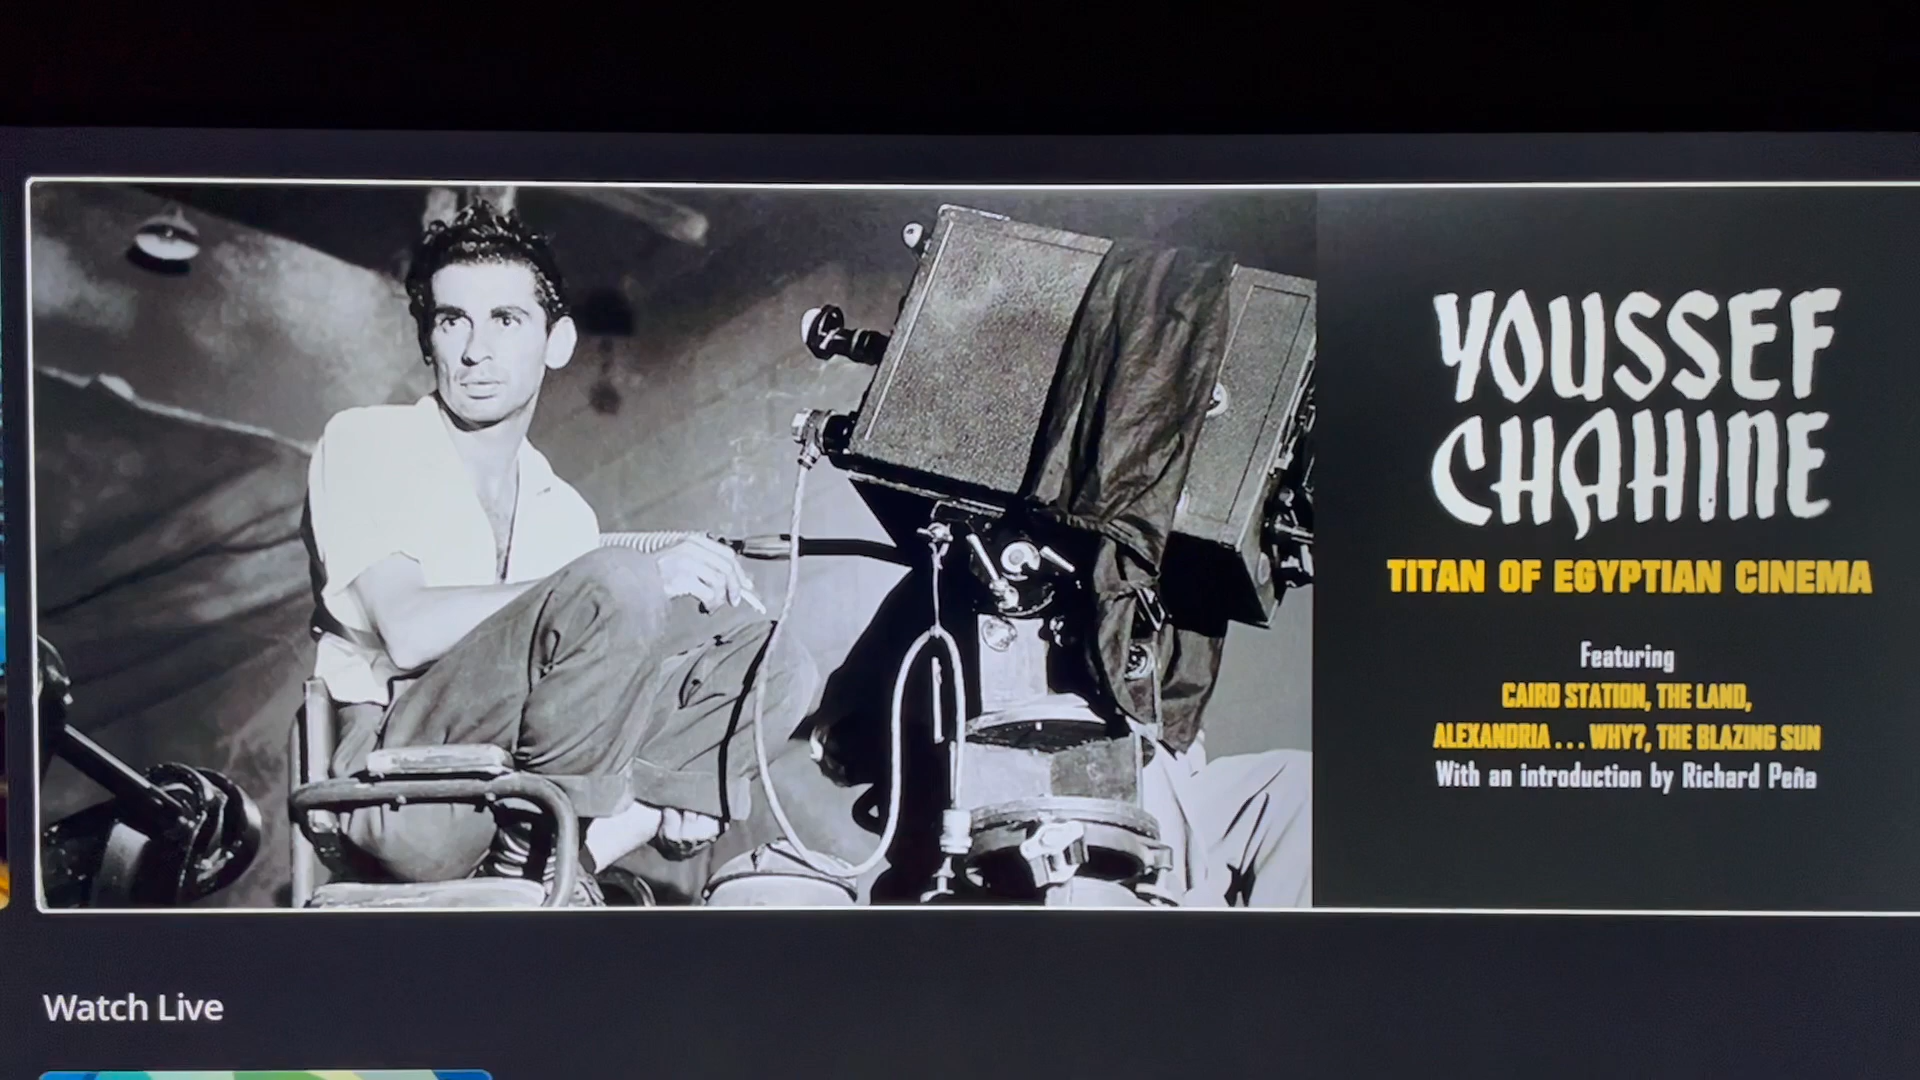 YOUSSEF
CHAHINE
TITAN OF EGYPTIAN CINEMA
Featuring
CAIRO STATION, THE LAND,
ALEXANDRIA . . . WHY?, THE BLAZING SUN
With an introduction by Richard Peña
Watch Live